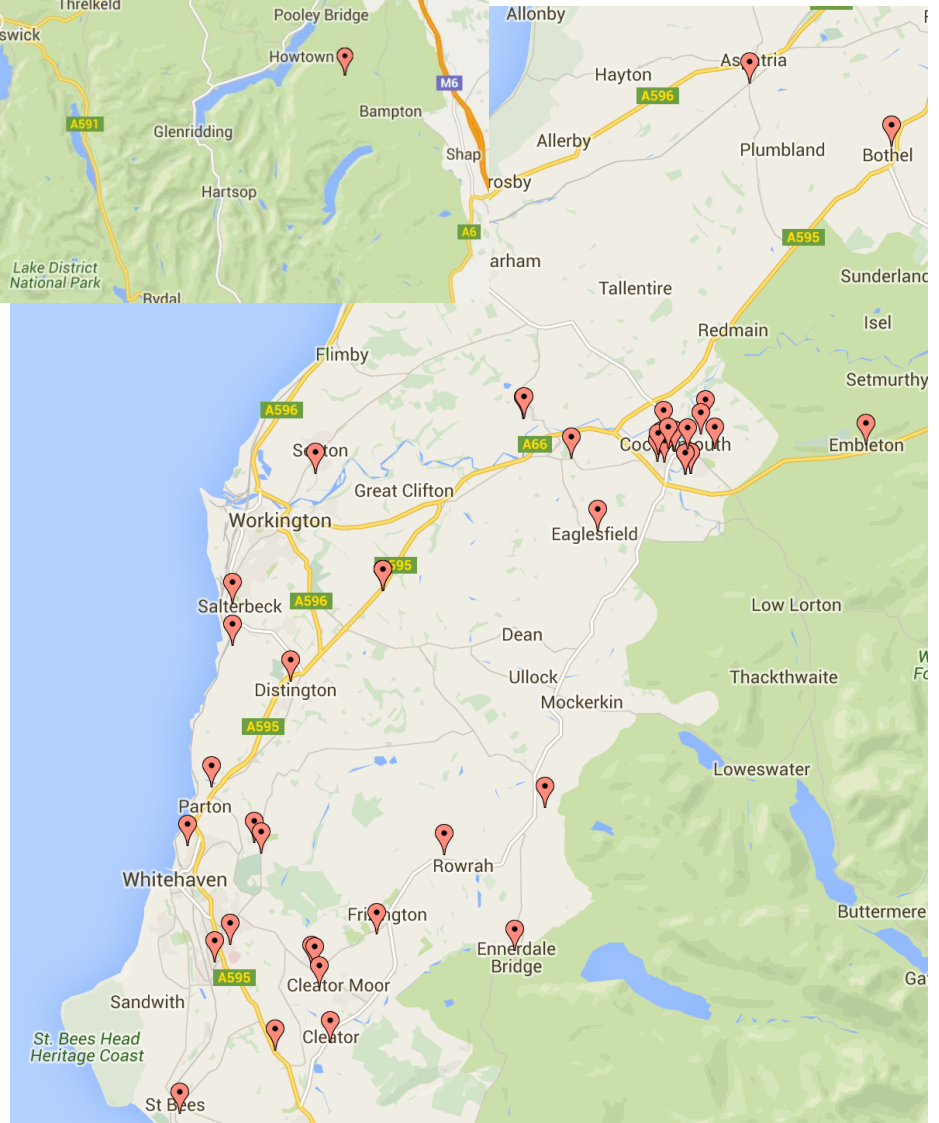 Threlkeld
swick
Pooley Bridge
Howtown
M6
A591
Bampton
Glenridding
Shap
Hartsop
A6
Lake District
National Park
Rydal
Allonby
Aspatria
Hayton
A596
Allerby
Plumbland
Bothel
rosby
A595
arham
Sunderland
Tallentire
Isel
Redmain
Flimby
Setmurthy
A596
A66
Cockermouth
Embleton
Seaton
Great Clifton
Workington
Eaglesfield
A595
A596
Salterbeck
Low Lorton
Dean
Ullock
Thackthwaite
Distington
Mockerkin
A595
Loweswater
Parton
Rowrah
Whitehaven
Frizington
Buttermere
Ennerdale
Bridge
A595
Cleator Moor
Ga
Sandwith
St. Bees Head
Heritage Coast
Cleator
St Bees